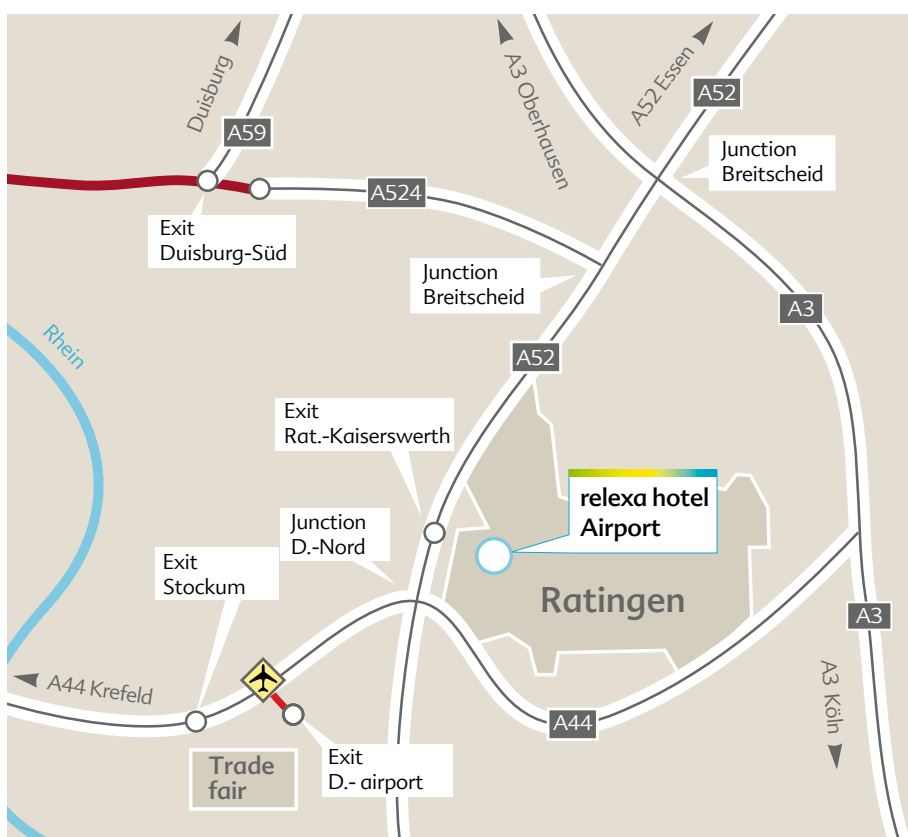 Duisburg
A3 Oberhausen
A52 Essen
A52
A59
Junction
Breitscheid
A524
Exit
Duisburg-Süd
Junction
Breitscheid
A3
Rhein
A52
Exit
Rat.-Kaiserswerth
relexa hotel
Airport
Junction
D.-Nord
Exit
Stockum
Ratingen
A3
A44 Krefeld
A3 Köln
A44
Trade
fair
Exit
D.- airport